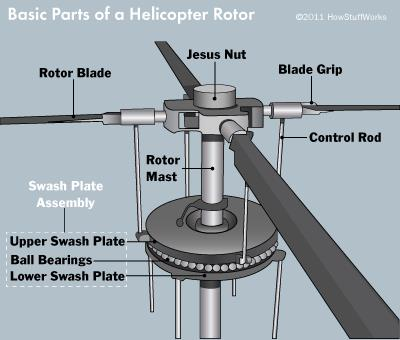 Basic Parts of a Helicopter Rotor
©2011 HowStuffWorks
Jesus Nut
Rotor Blade
Blade Grip
Control Rod
Rotor
Mast
Swash Plate
Assembly
Upper Swash Plate
Ball Bearings
Lower Swash Plate